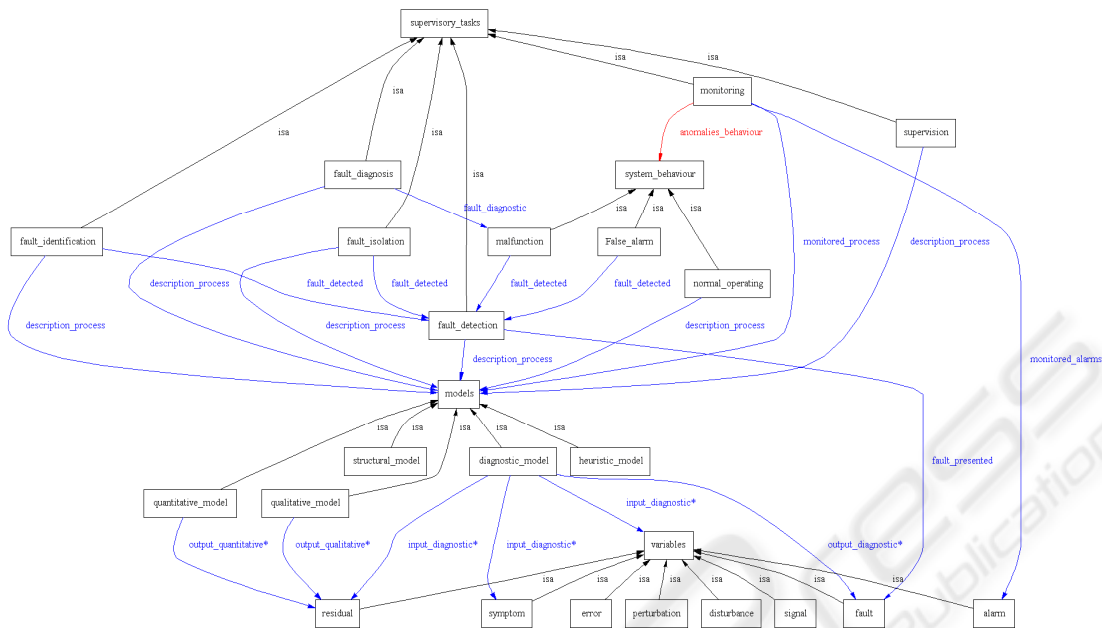 supervisory_tasks
isa
isa
monitoring
isa
isa
supervision
isa
anomalies_behaviour
isa
fault_diagnosis
system_behaviour
isa
fault_diagnostic
isa
isa
isa
fault_identification
fault_isolation
malfunction
False_alarm
monitored_process
description_process
description_process
fault_detected
fault_detected
fault_detected
fault_detected
normal_operating
description_process
description_process
fault_detection
description_process
description_process
monitored_alarms
models
isa
isa
isa
isa
isa
structural_model
diagnostic_model
heuristic_model
fault_presented
quantitative_model
qualitative_model
input_diagnostic*
output_quantitative*
output_qualitative*
input_diagnostic*
input_diagnostic*
variables
output_diagnostic*
isa
isa
isa
isa
isa
isa
isa
isa
residual
symptom
error
perturbation
disturbance
signal
fault
alarm